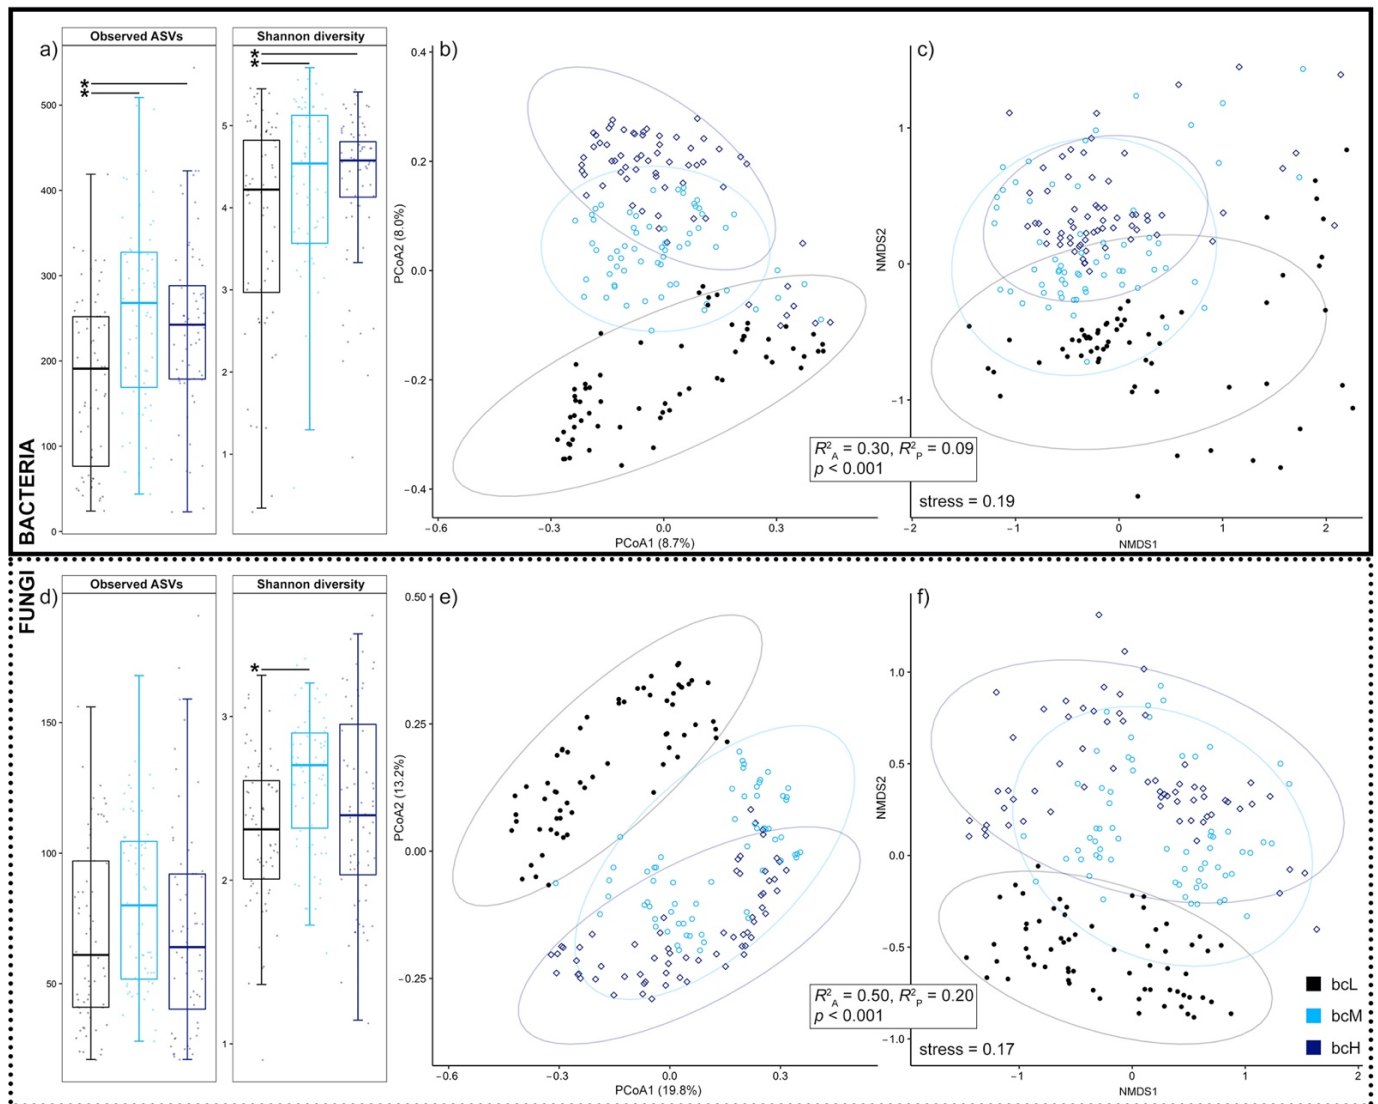 BACTERIA
a)
Observed ASVs
Shannon diversity
*
*
*
*
500
400
300
200
100
0
5
4
3
2
1
b)
0.4
0.2
0.0
−0.2
−0.4
PCoA2 (8.0%)
−0.6
−0.3
0.0
0.3
PCoA1 (8.7%)
R²A = 0.30, R²P = 0.09
p < 0.001
c)
1
0
−1
NMDS2
stress = 0.19
−2
−1
0
1
2
NMDS1
FUNGI
d)
Observed ASVs
Shannon diversity
*
150
100
50
3
2
1
e)
0.50
0.25
0.00
−0.25
PCoA2 (13.2%)
−0.6
−0.3
0.0
0.3
PCoA1 (19.8%)
R²A = 0.50, R²P = 0.20
p < 0.001
f)
1.0
0.5
0.0
−0.5
−1.0
NMDS2
stress = 0.17
−1
0
1
2
NMDS1
bcL
bcM
bcH